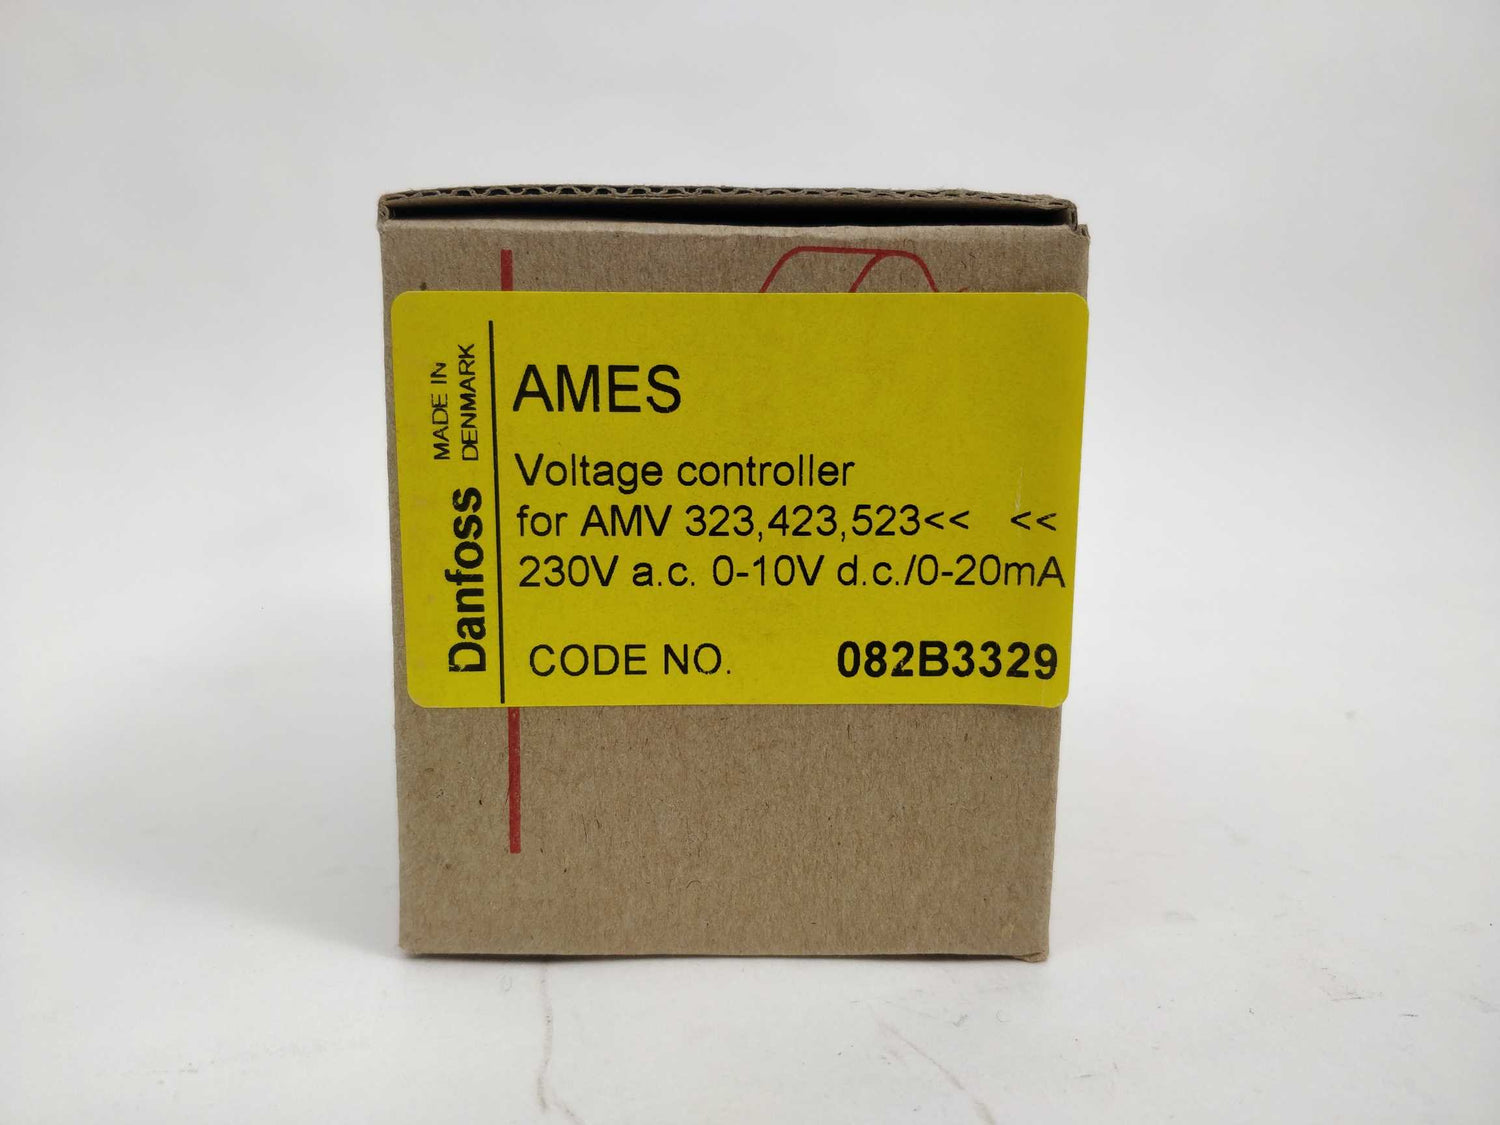 MADE IN
DENMARK
Danfoss
AMES
Voltage controller
for AMV 323,423,523<< <<
230V a.c. 0-10V d.c./0-20mA
CODE NO. 082B3329